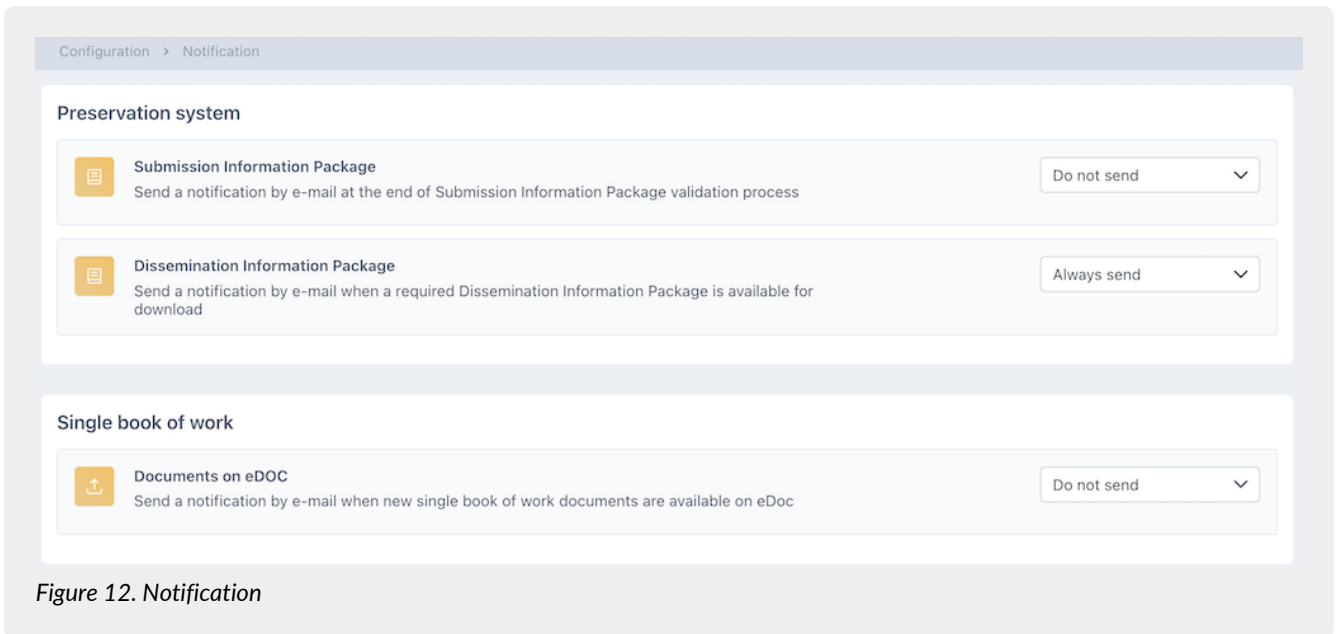 Configuration > Notification
Preservation system
Submission Information Package
Send a notification by e-mail at the end of Submission Information Package validation process
Do not send
Dissemination Information Package
Send a notification by e-mail when a required Dissemination Information Package is available for
download
Always send
Single book of work
Documents on eDOC
Send a notification by e-mail when new single book of work documents are available on eDoc
Do not send
Figure 12. Notification